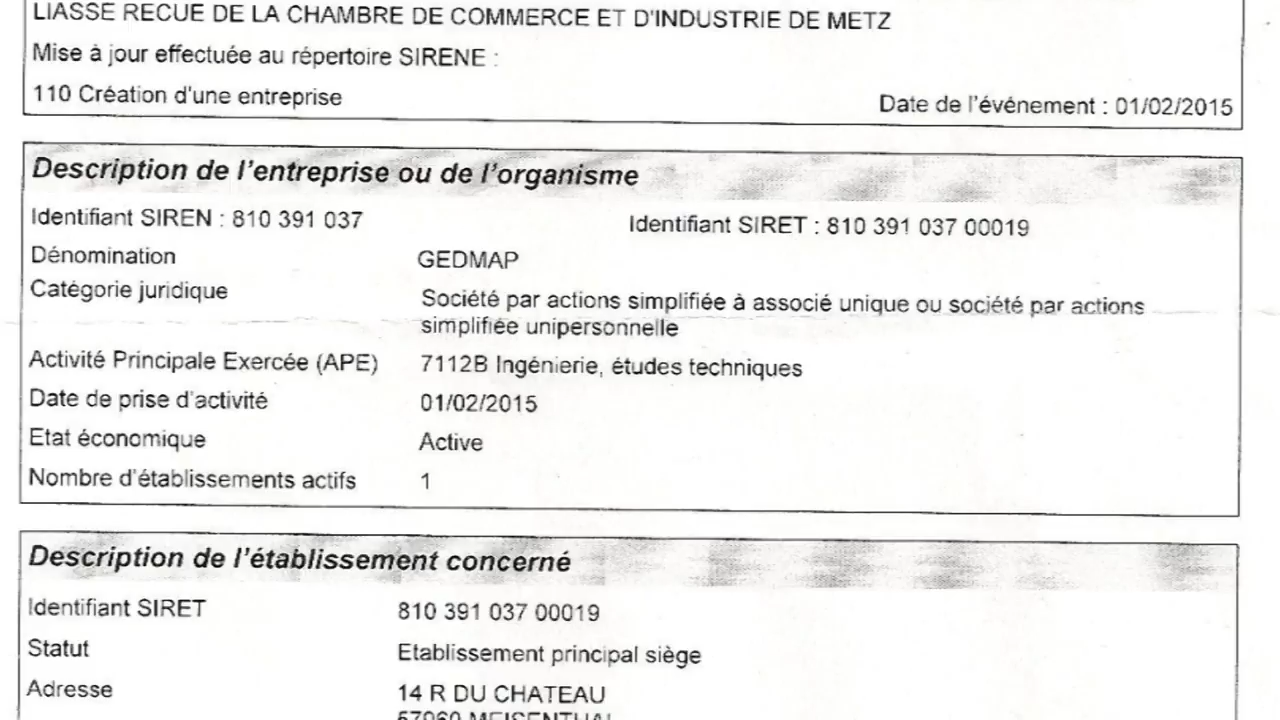 LIASSE RECUE DE LA CHAMBRE DE COMMERCE ET D'INDUSTRIE DE METZ
Mise à jour effectuée au répertoire SIRENE :
110 Création d'une entreprise
Date de l'événement : 01/02/2015
Description de l'entreprise ou de l'organisme
Identifiant SIREN : 810 391 037
Identifiant SIRET : 810 391 037 00019
Dénomination
GEDMAP
Catégorie juridique
Société par actions simplifiée à associé unique ou société par actions
simplifiée unipersonnelle
Activité Principale Exercée (APE)
7112B Ingénierie, études techniques
Date de prise d'activité
01/02/2015
Etat économique
Active
Nombre d'établissements actifs
1
Description de l'établissement concerné
Identifiant SIRET
810 391 037 00019
Statut
Etablissement principal siège
Adresse
14 R DU CHATEAU